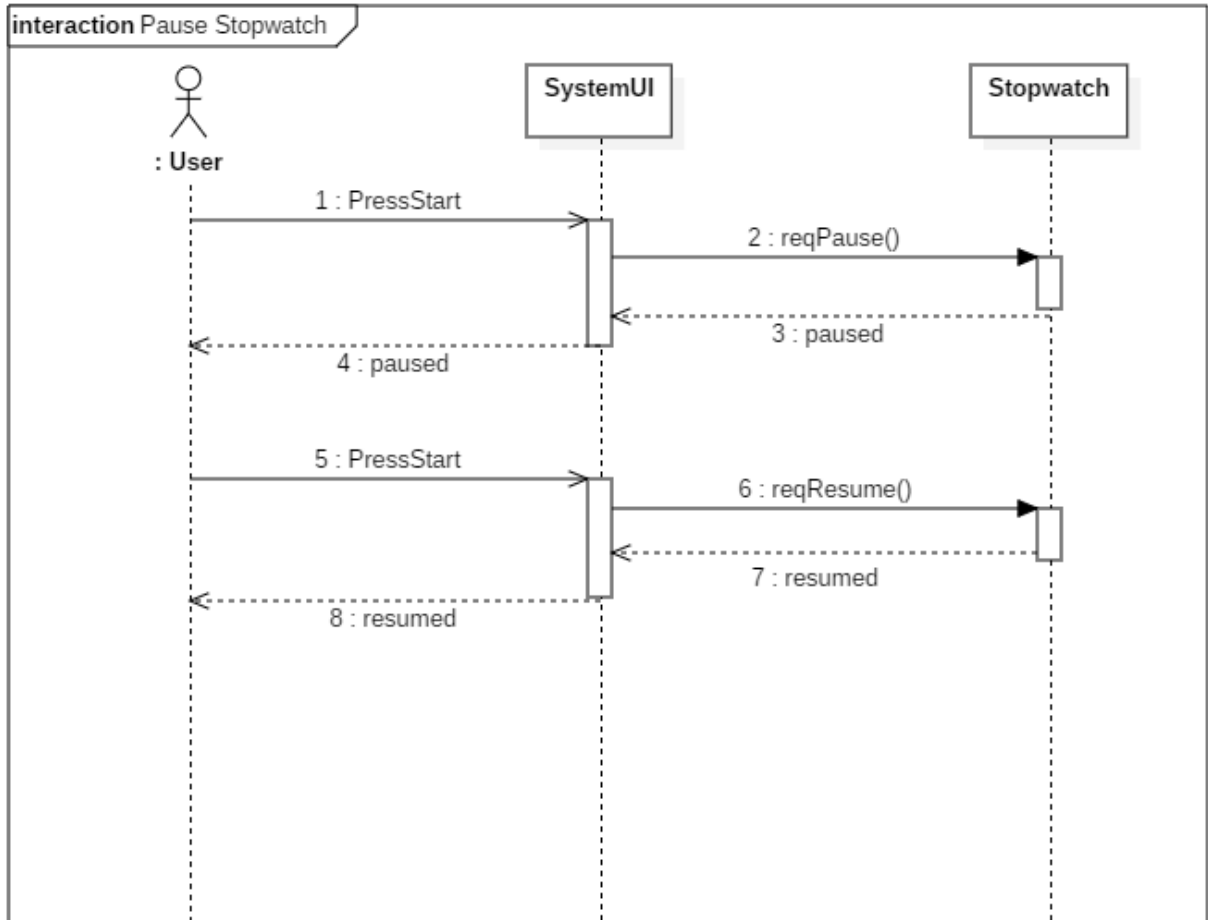 interaction Pause Stopwatch
SystemUI
Stopwatch
: User
1 : PressStart
2 : reqPause()
3 : paused
4 : paused
5 : PressStart
6 : reqResume()
7 : resumed
8 : resumed